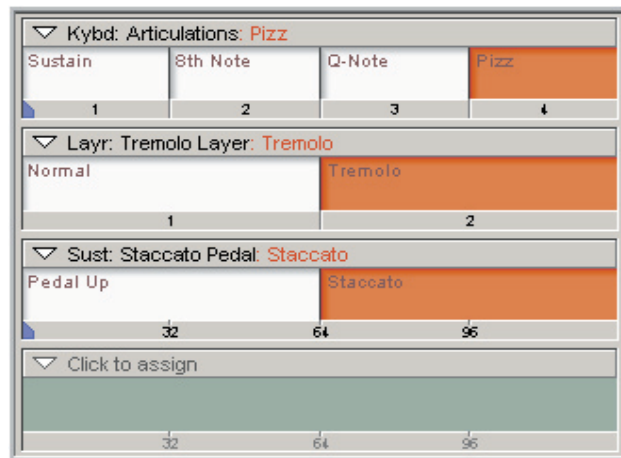 Kybd: Articulations: Pizz
Sustain 8th Note Q-Note Pizz
1 2 3 4
Layr: Tremolo Layer: Tremolo
Normal Tremolo
1 2
Sust: Staccato Pedal: Staccato
Pedal Up Staccato
32 64 96
Click to assign
32 64 96